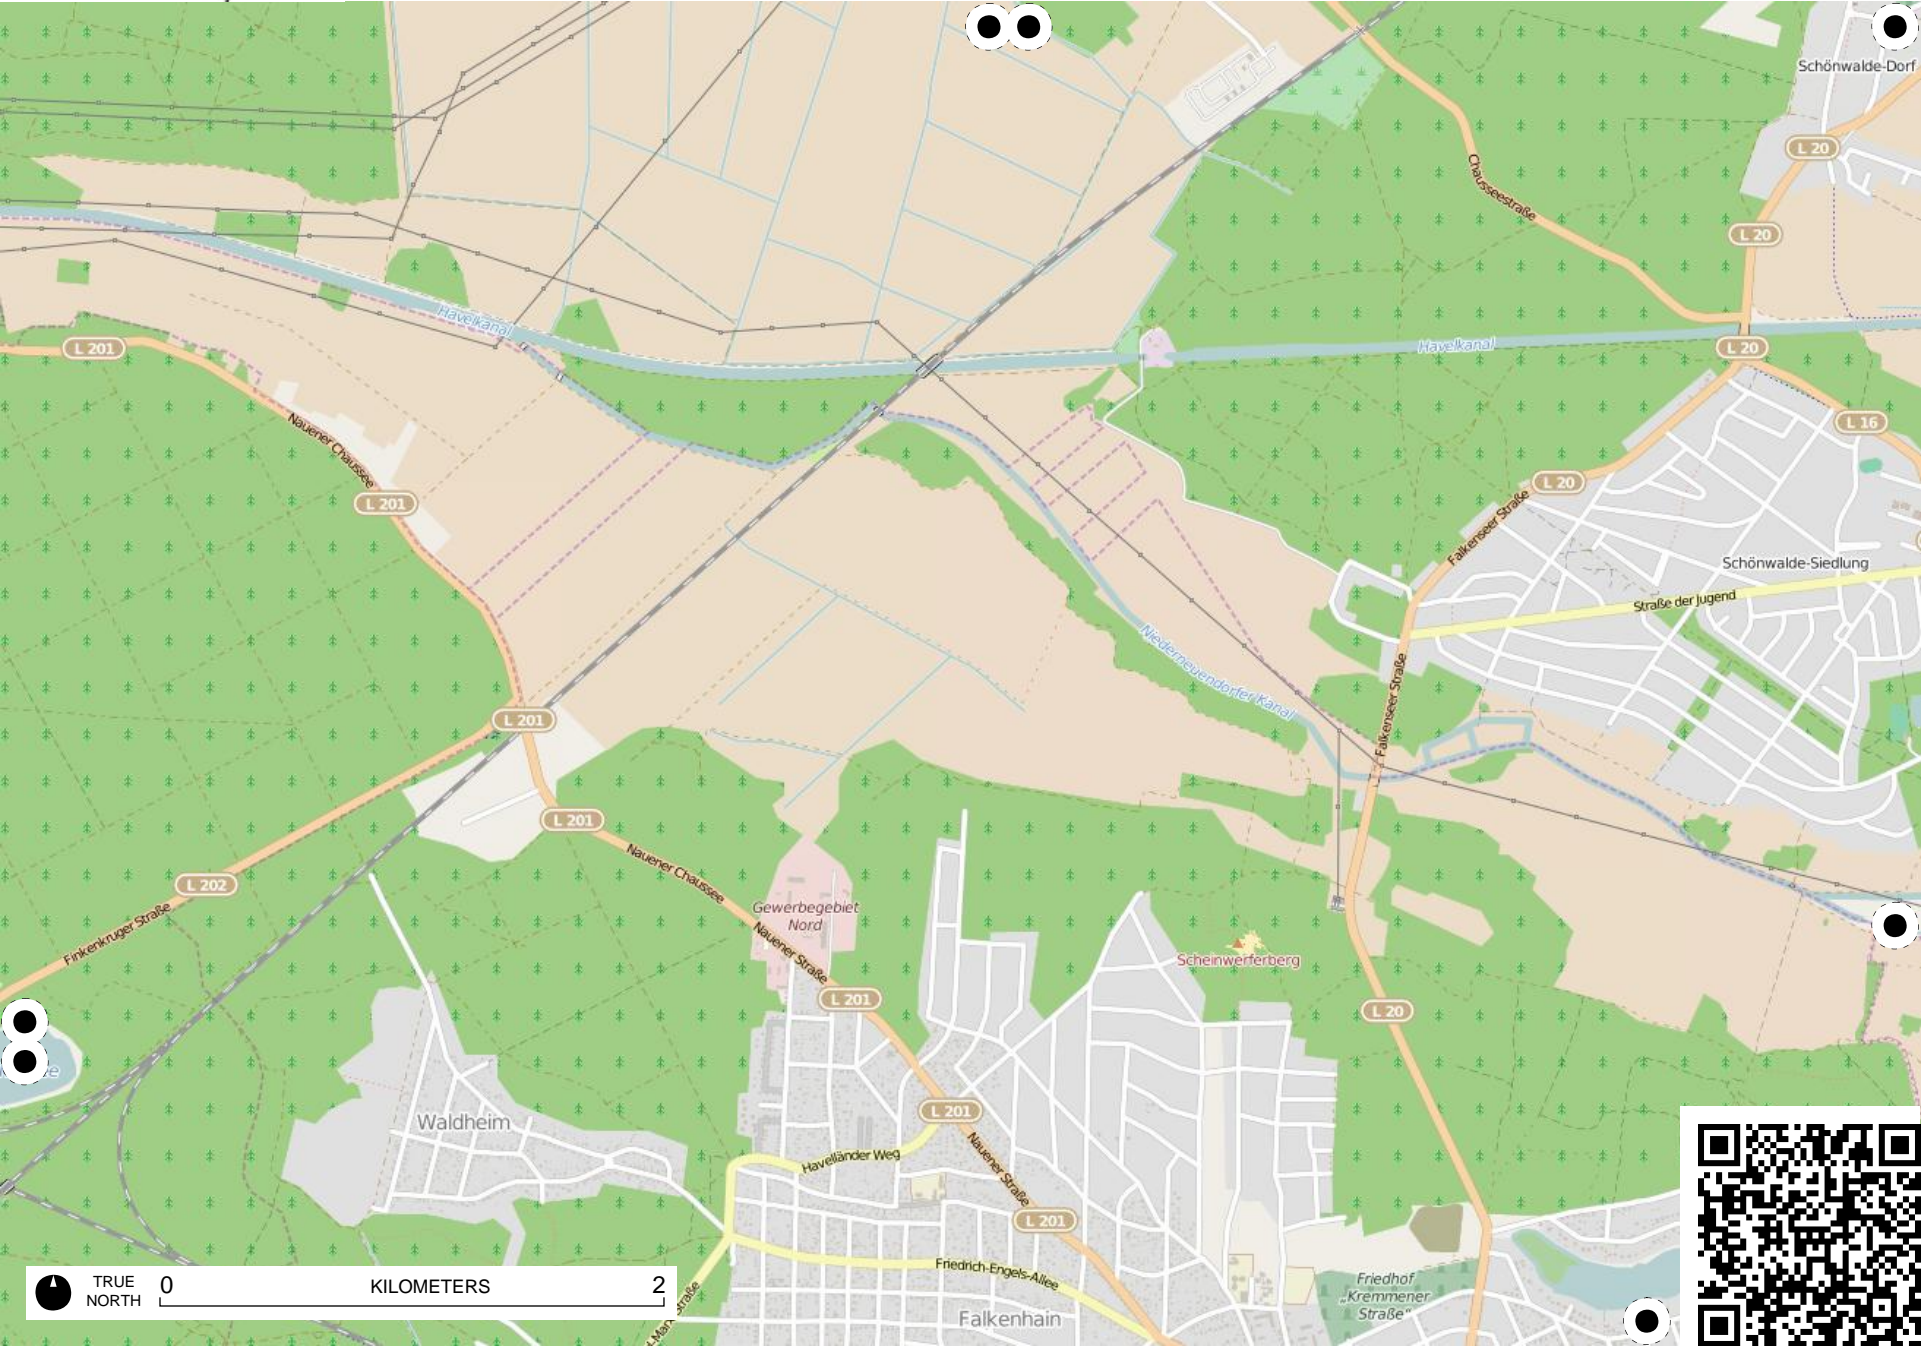 Schönwalde-Dorf
L 20
Chausseestraße
L 20
Havelkanal
L 201
Havelkanal
L 20
Nauener Chaussee
L 16
L 201
L 20
Falkenseer Straße
Schönwalde-Siedlung
Straße der Jugend
Niederneuendorfer Kanal
Falkenseer Straße
L 201
L 201
Nauener Chaussee
L 202
Finkenkruger Straße
Gewerbegebiet
Nord
Nauener Straße
Scheinwerferberg
L 201
L 20
Waldheim
L 201
Havelländer Weg
Nauener Straße
L 201
Friedrich-Engels-Allee
Friedhof
„Kremmener
Straße“
Falkenhain
TRUE
NORTH
0
KILOMETERS
2